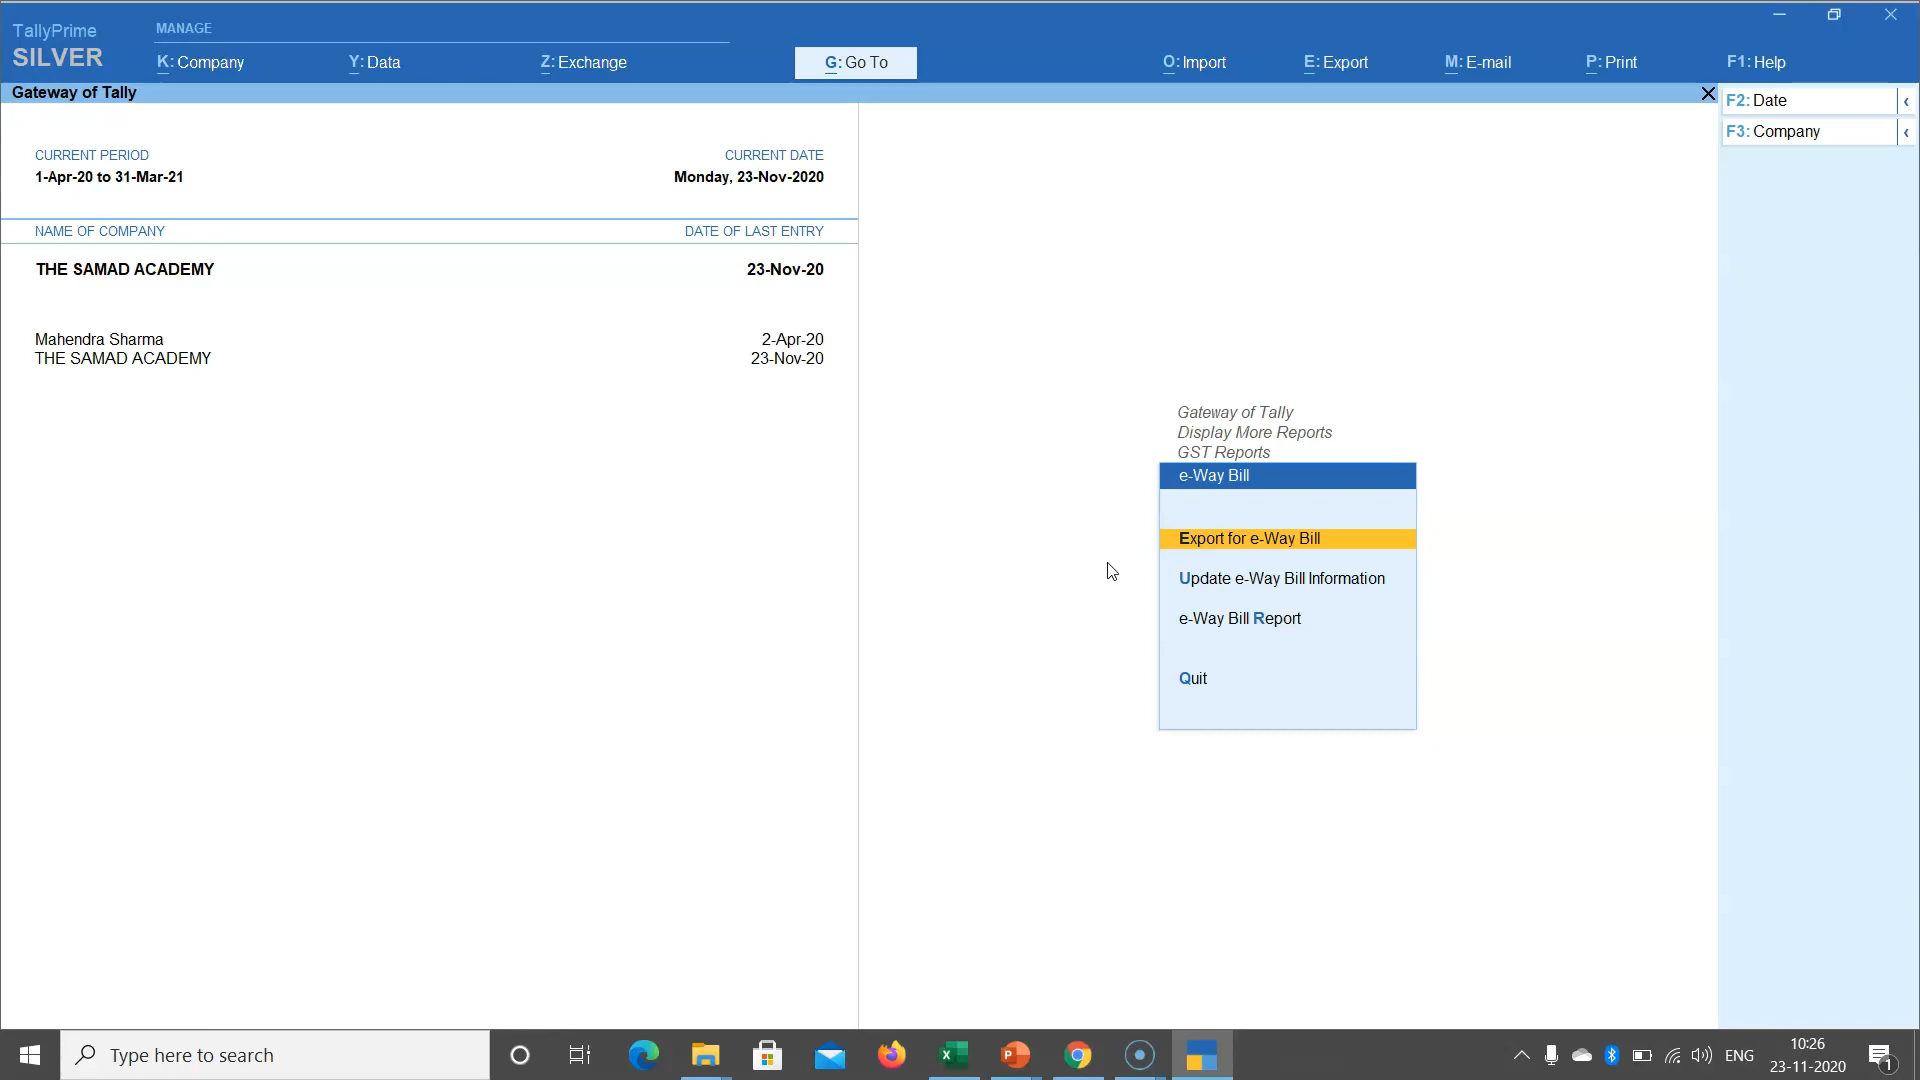 TallyPrime
SILVER
MANAGE
K: Company
Y: Data
Z: Exchange
G: Go To
O: Import
E: Export
M: E-mail
P: Print
F1: Help
Gateway of Tally
F2: Date
F3: Company
CURRENT PERIOD
CURRENT DATE
1-Apr-20 to 31-Mar-21
Monday, 23-Nov-2020
NAME OF COMPANY
DATE OF LAST ENTRY
THE SAMAD ACADEMY
23-Nov-20
Mahendra Sharma
2-Apr-20
THE SAMAD ACADEMY
23-Nov-20
Gateway of Tally
Display More Reports
GST Reports
e-Way Bill
Export for e-Way Bill
Update e-Way Bill Information
e-Way Bill Report
Quit
Type here to search
ENG
10:26
23-11-2020
1